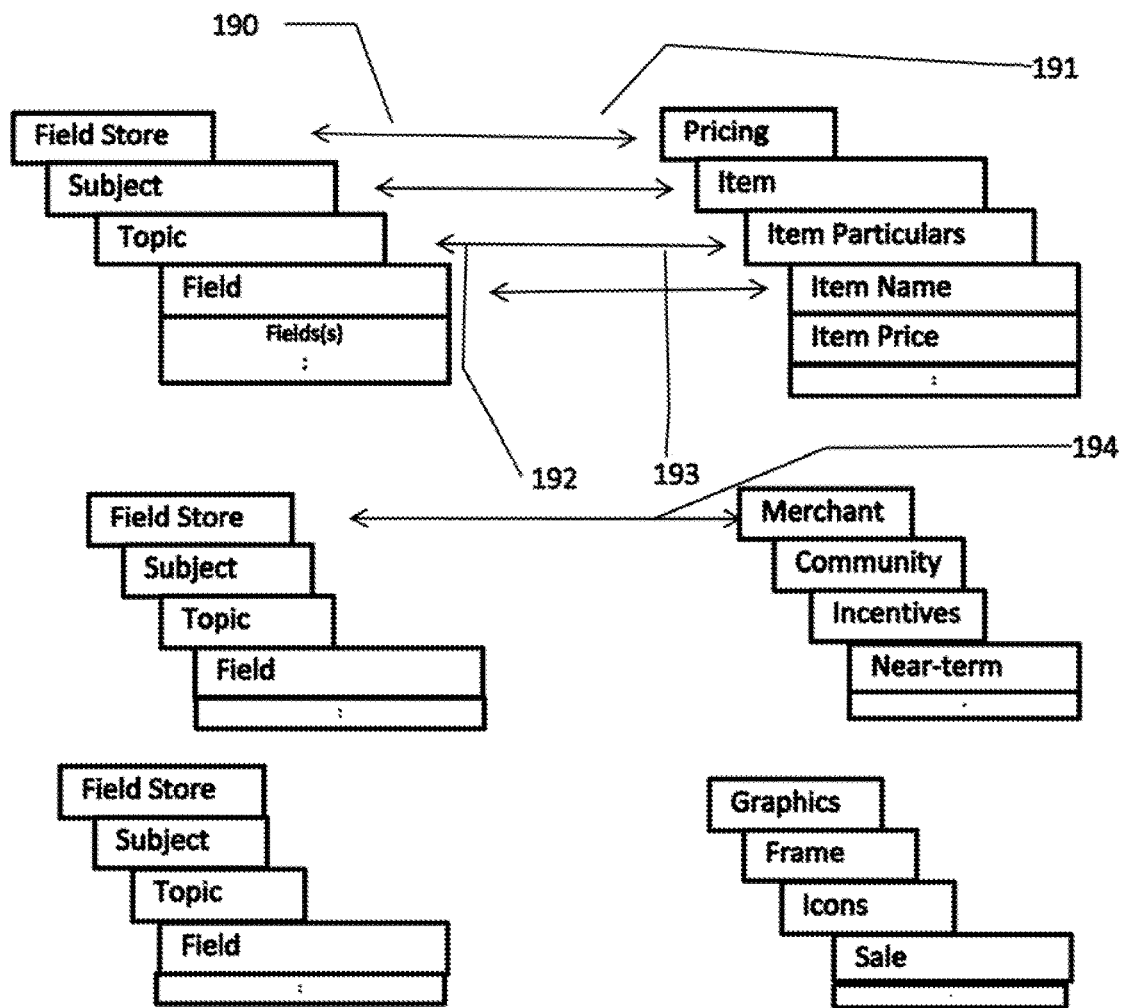 190
191
Field Store
Subject
Topic
Field
Fields(s)
:
Pricing
Item
Item Particulars
Item Name
Item Price
:
192
193
194
Field Store
Subject
Topic
Field
:
Merchant
Community
Incentives
Near-term
.
Field Store
Subject
Topic
Field
:
Graphics
Frame
Icons
Sale
.